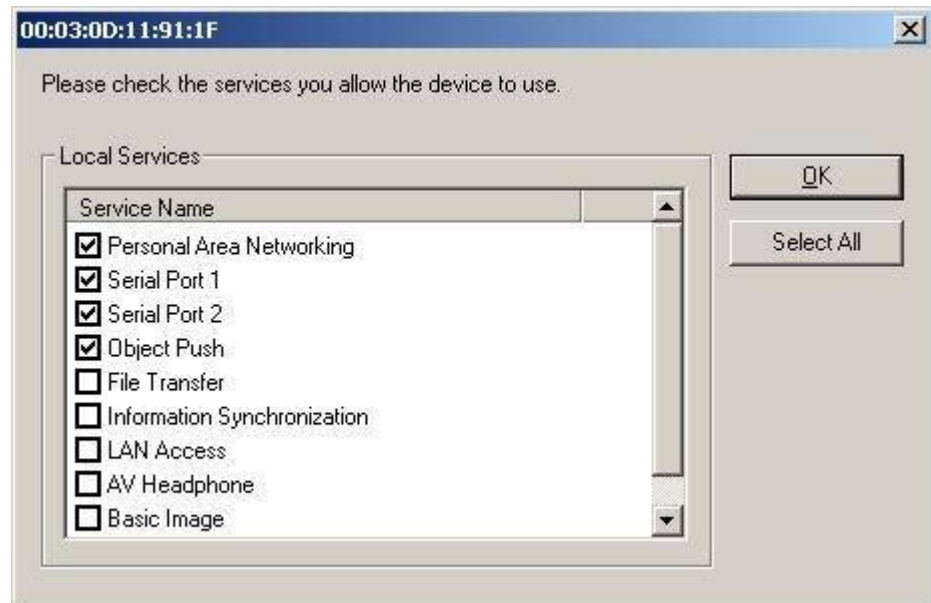 00:03:0D:11:91:1F
Please check the services you allow the device to use.
Local Services
Service Name
Personal Area Networking
Serial Port 1
Serial Port 2
Object Push
File Transfer
Information Synchronization
LAN Access
AV Headphone
Basic Image
OK
Select All